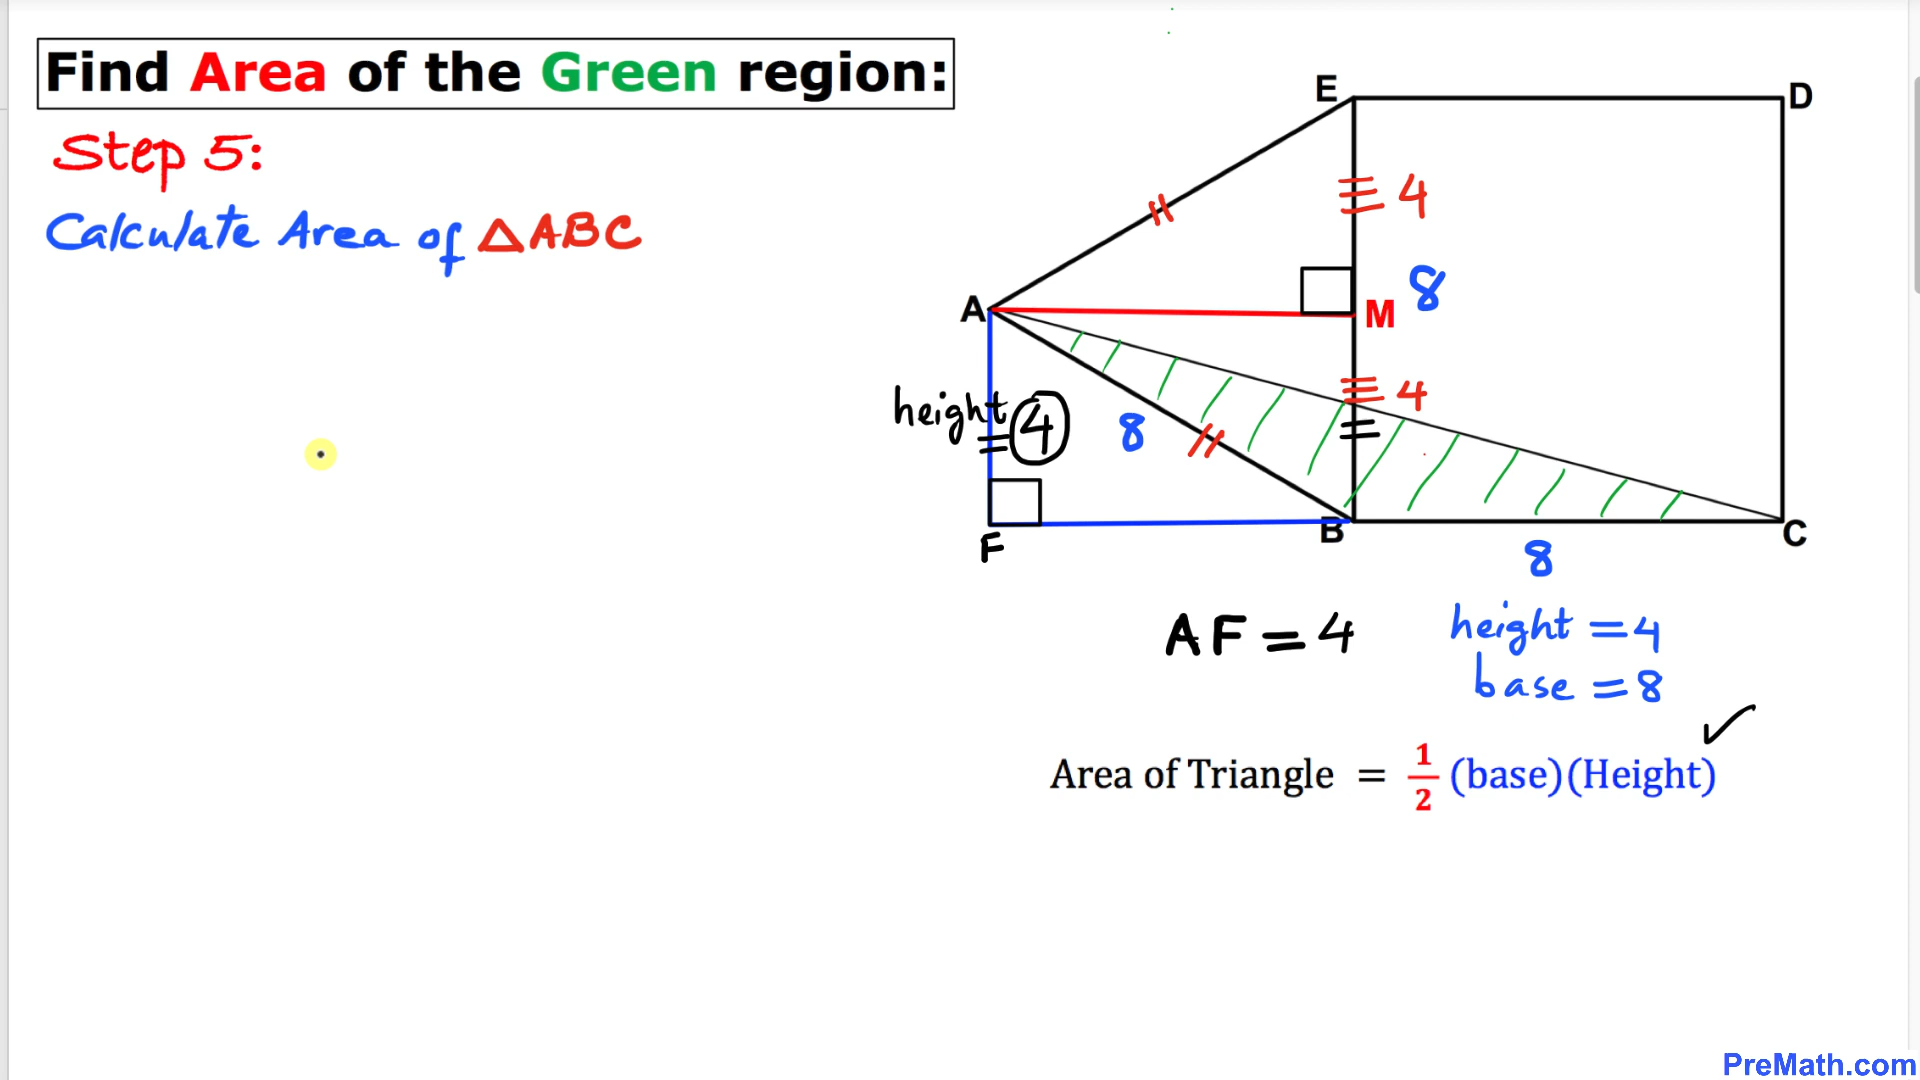 Find Area of the Green region:
Step 5:
Calculate Area of △ABC
E
D
4
8
A
M
height
= 4
8
4
B
C
F
8
AF = 4
height = 4
base = 8
Area of Triangle = 1/2 (base)(Height)
PreMath.com